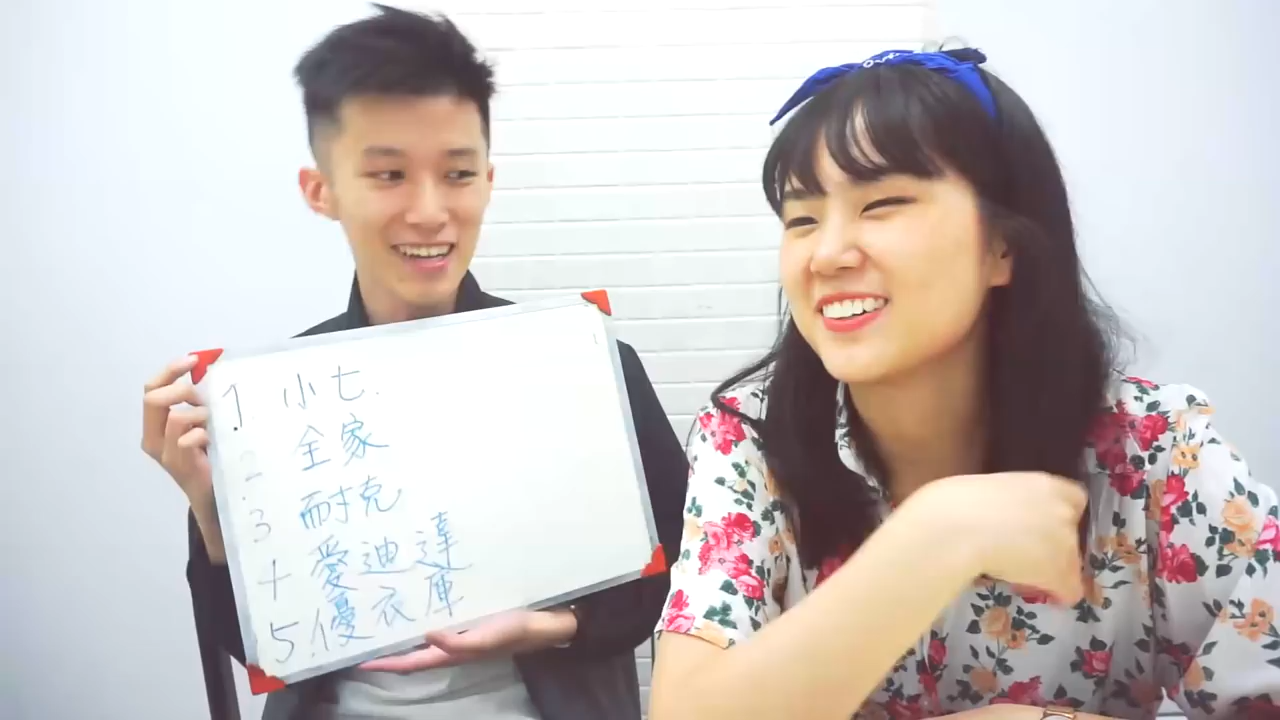 1. 小七.
2. 全家
3 耐克
4 愛迪達
5. 優衣庫